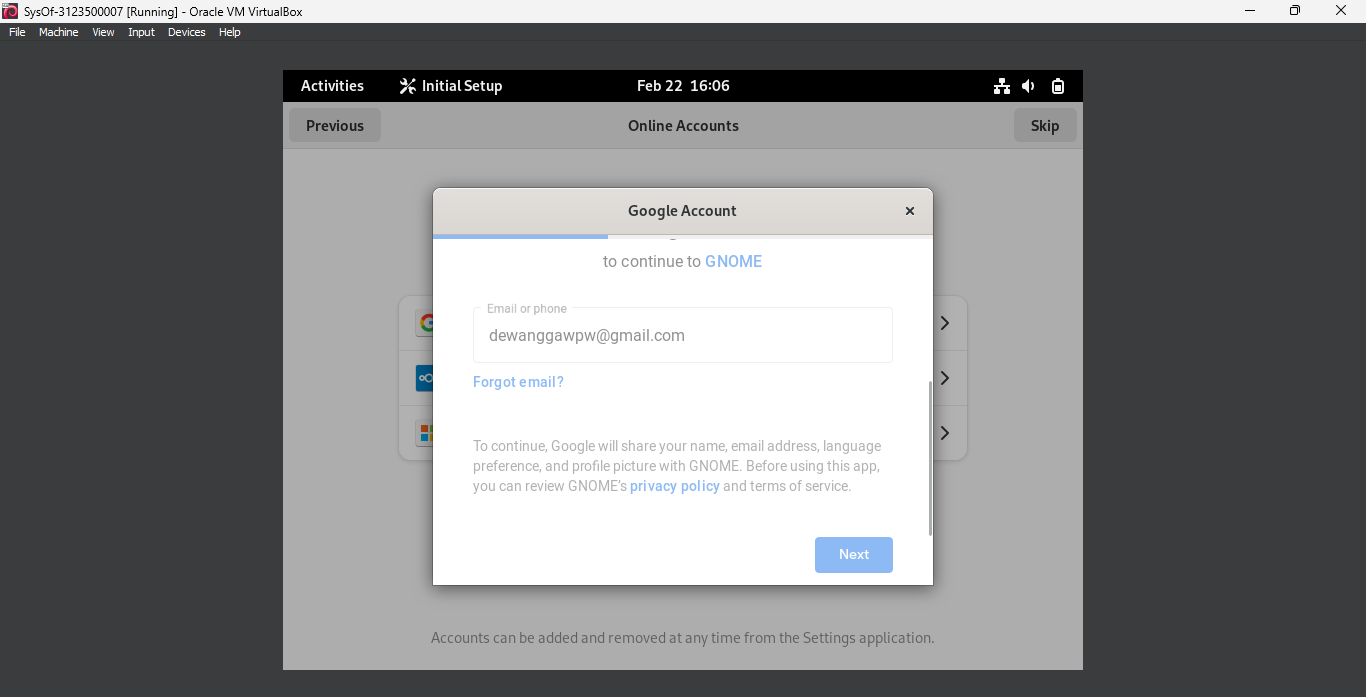 SysOf-3123500007 [Running] - Oracle VM VirtualBox
File Machine View Input Devices Help
Activities Initial Setup Feb 22 16:06
Previous Online Accounts Skip
Google Account
to continue to GNOME
Email or phone
dewanggawpw@gmail.com
Forgot email?
To continue, Google will share your name, email address, language
preference, and profile picture with GNOME. Before using this app,
you can review GNOME's privacy policy and terms of service.
Next
Accounts can be added and removed at any time from the Settings application.